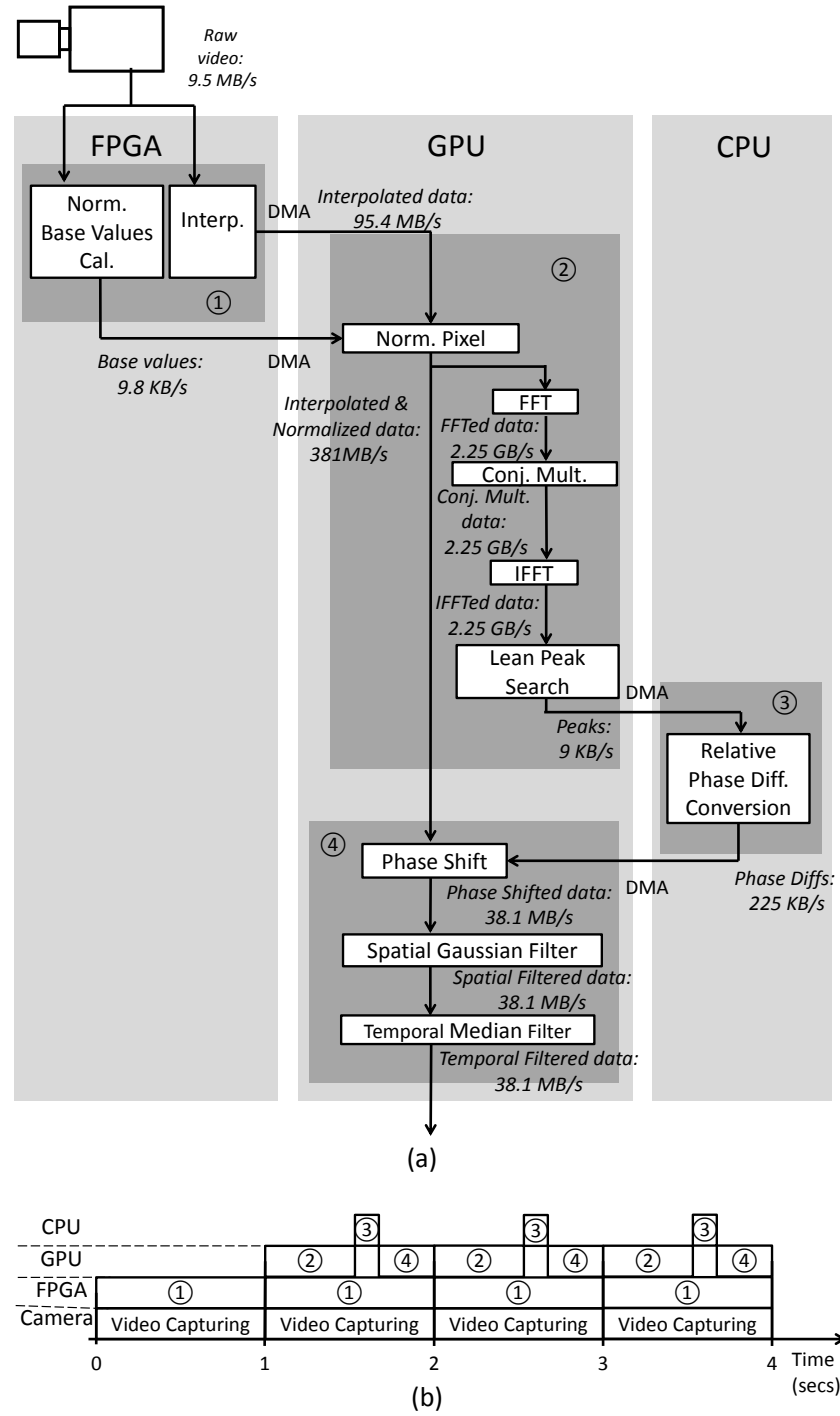 Raw
video:
9.5 MB/s
FPGA
GPU
CPU
Norm.
Base Values
Cal.
Interp.
DMA
Interpolated data:
95.4 MB/s
①
②
Base values:
9.8 KB/s
DMA
Norm. Pixel
Interpolated &
Normalized data:
381MB/s
FFT
FFTed data:
2.25 GB/s
Conj. Mult.
Conj. Mult.
data:
2.25 GB/s
IFFT
IFFTed data:
2.25 GB/s
Lean Peak
Search
DMA
Peaks:
9 KB/s
③
Relative
Phase Diff.
Conversion
④
Phase Shift
DMA
Phase Diffs:
225 KB/s
Phase Shifted data:
38.1 MB/s
Spatial Gaussian Filter
Spatial Filtered data:
38.1 MB/s
Temporal Median Filter
Temporal Filtered data:
38.1 MB/s
(a)
CPU ③ ③ ③
GPU ② ④ ② ④ ② ④
FPGA ① ① ① ①
Camera Video Capturing Video Capturing Video Capturing Video Capturing
0 1 2 3 4 Time
(secs)
(b)